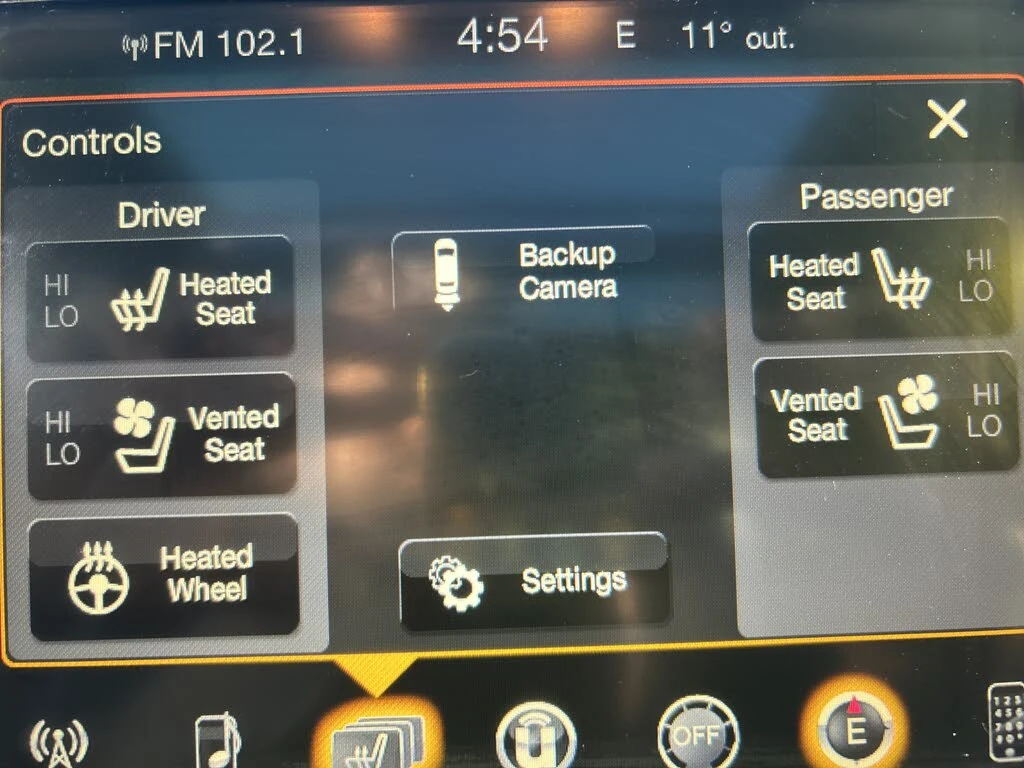 FM 102.1
4:54
E
11° out.
Controls
Driver
HI
LO
Heated
Seat
HI
LO
Vented
Seat
Heated
Wheel
Backup
Camera
Settings
Passenger
Heated
Seat
HI
LO
Vented
Seat
HI
LO
OFF
E